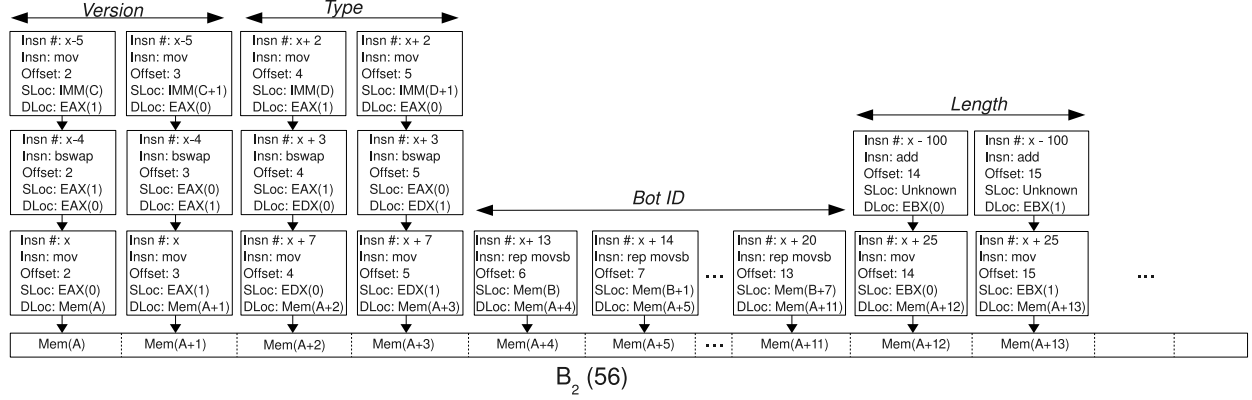 Version
Type
Insn #: x-5
Insn: mov
Offset: 2
SLoc: IMM(C)
DLoc: EAX(1)
Insn #: x-5
Insn: mov
Offset: 3
SLoc: IMM(C+1)
DLoc: EAX(0)
Insn #: x+ 2
Insn: mov
Offset: 4
SLoc: IMM(D)
DLoc: EAX(1)
Insn #: x+ 2
Insn: mov
Offset: 5
SLoc: IMM(D+1)
DLoc: EAX(0)
Length
Insn #: x-4
Insn: bswap
Offset: 2
SLoc: EAX(1)
DLoc: EAX(0)
Insn #: x-4
Insn: bswap
Offset: 3
SLoc: EAX(0)
DLoc: EAX(1)
Insn #: x + 3
Insn: bswap
Offset: 4
SLoc: EAX(1)
DLoc: EDX(0)
Insn #: x+ 3
Insn: bswap
Offset: 5
SLoc: EAX(0)
DLoc: EDX(1)
Insn #: x - 100
Insn: add
Offset: 14
SLoc: Unknown
DLoc: EBX(0)
Insn #: x - 100
Insn: add
Offset: 15
SLoc: Unknown
DLoc: EBX(1)
Bot ID
Insn #: x
Insn: mov
Offset: 2
SLoc: EAX(0)
DLoc: Mem(A)
Insn #: x
Insn: mov
Offset: 3
SLoc: EAX(1)
DLoc: Mem(A+1)
Insn #: x + 7
Insn: mov
Offset: 4
SLoc: EDX(0)
DLoc: Mem(A+2)
Insn #: x + 7
Insn: mov
Offset: 5
SLoc: EDX(1)
DLoc: Mem(A+3)
Insn #: x+ 13
Insn: rep movsb
Offset: 6
SLoc: Mem(B)
DLoc: Mem(A+4)
Insn #: x + 14
Insn: rep movsb
Offset: 7
SLoc: Mem(B+1)
DLoc: Mem(A+5)
...
Insn #: x + 20
Insn: rep movsb
Offset: 13
SLoc: Mem(B+7)
DLoc: Mem(A+11)
Insn #: x + 25
Insn: mov
Offset: 14
SLoc: EBX(0)
DLoc: Mem(A+12)
Insn #: x + 25
Insn: mov
Offset: 15
SLoc: EBX(1)
DLoc: Mem(A+13)
...
Mem(A) Mem(A+1) Mem(A+2) Mem(A+3) Mem(A+4) Mem(A+5) ... Mem(A+11) Mem(A+12) Mem(A+13)
B2 (56)